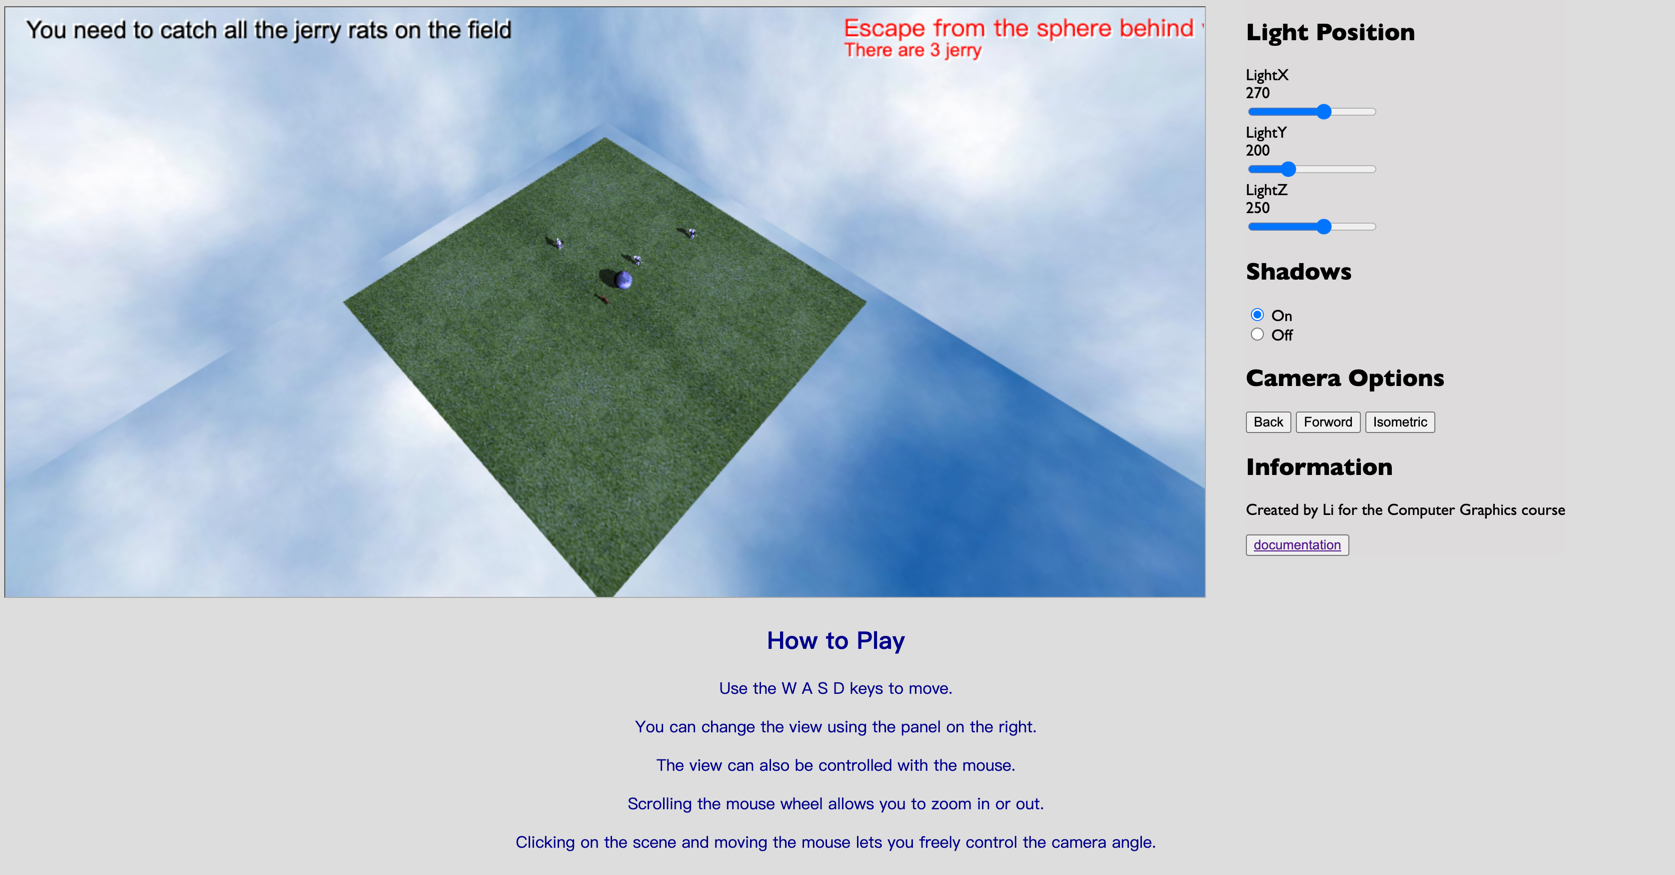 You need to catch all the jerry rats on the field
Escape from the sphere behind
There are 3 jerry
Light Position
LightX
270
LightY
200
LightZ
250
Shadows
On
Off
Camera Options
Back Forword Isometric
Information
Created by Li for the Computer Graphics course
documentation
How to Play
Use the W A S D keys to move.
You can change the view using the panel on the right.
The view can also be controlled with the mouse.
Scrolling the mouse wheel allows you to zoom in or out.
Clicking on the scene and moving the mouse lets you freely control the camera angle.